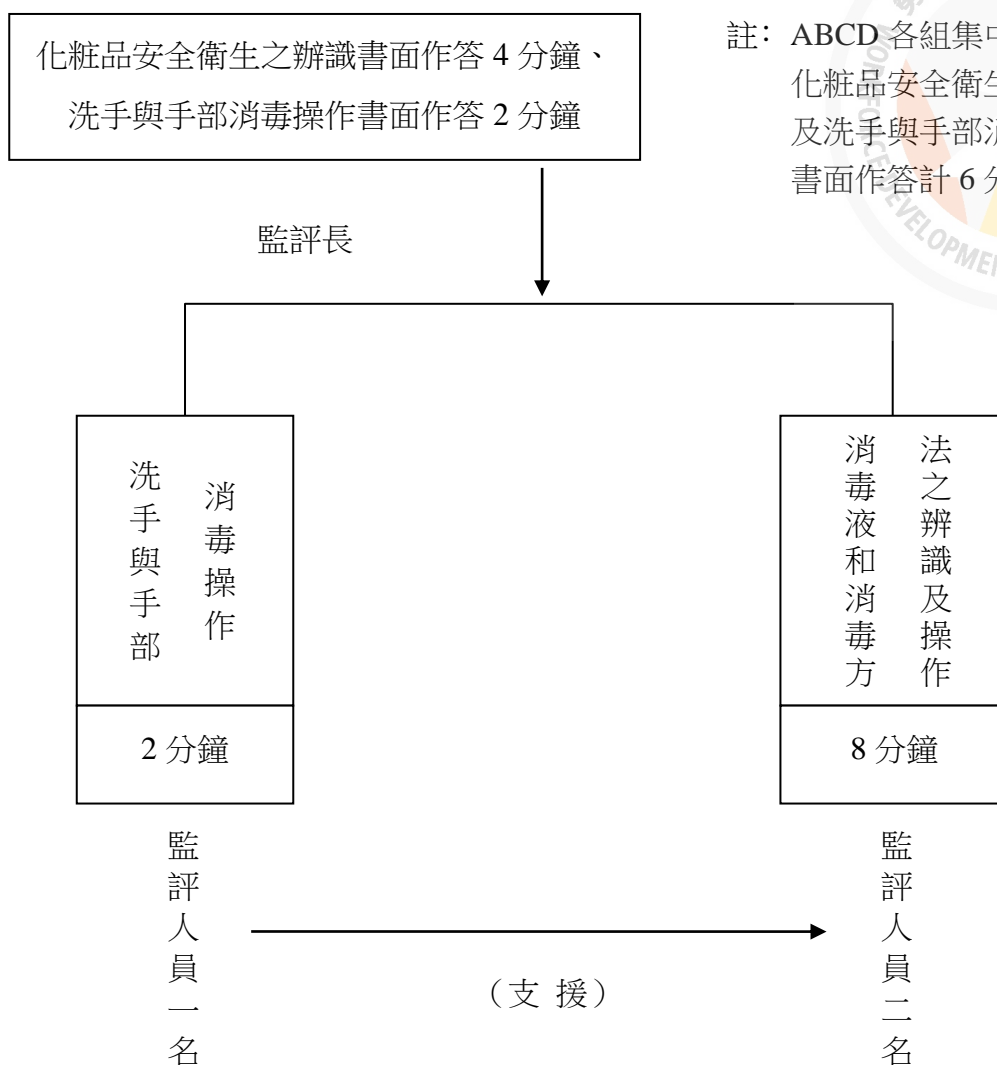 化粧品安全衛生之辦識書面作答 4 分鐘、
洗手與手部消毒操作書面作答 2 分鐘
註：ABCD 各組集中
化粧品安全衛生
及洗手與手部消
書面作答計 6 分
監評長
洗手與手部
消毒操作
2 分鐘
消毒液和消毒方
法之辨識及操作
8 分鐘
監評人員一名
（支 援）
監評人員二名